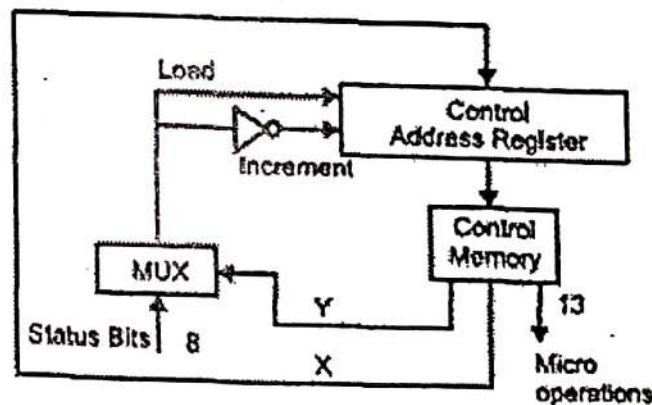 Load
Control
Address Register
Increment
Control
Memory
MUX
Y
13
Status Bits
8
X
Micro
operations